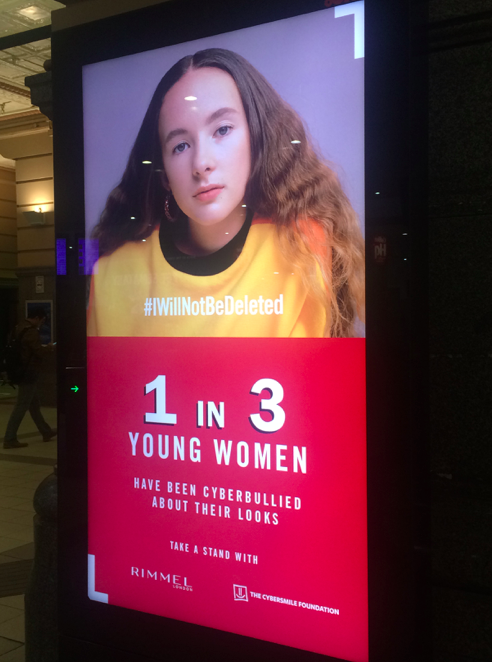 #IWillNotBeDeleted
1 IN 3
YOUNG WOMEN
HAVE BEEN CYBERBULLIED
ABOUT THEIR LOOKS
TAKE A STAND WITH
RIMMEL
LONDON
THE CYBERSMILE FOUNDATION